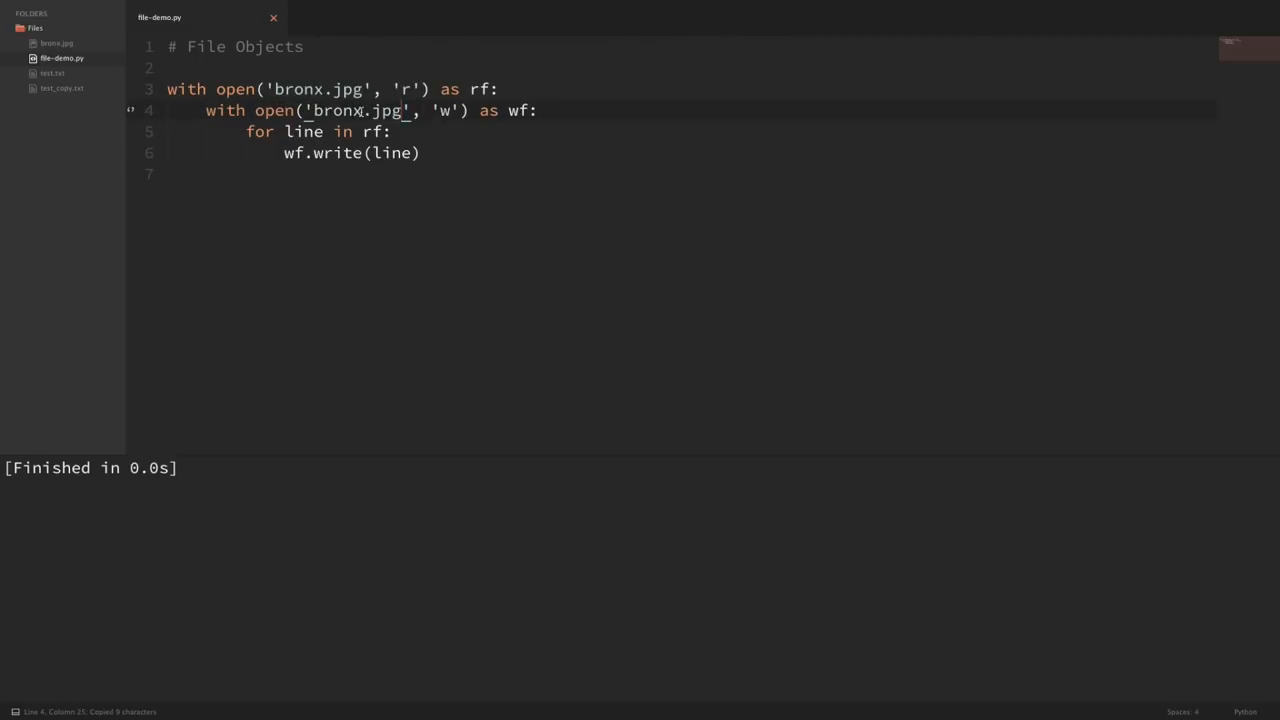 FOLDERS
Files
bronx.jpg
file-demo.py
test.txt
test_copy.txt
file-demo.py
1 # File Objects
2
3 with open('bronx.jpg', 'r') as rf:
4     with open('bronx.jpg', 'w') as wf:
5         for line in rf:
6             wf.write(line)
7
[Finished in 0.0s]
Line 4, Column 25; Copied 9 characters
Spaces: 4
Python